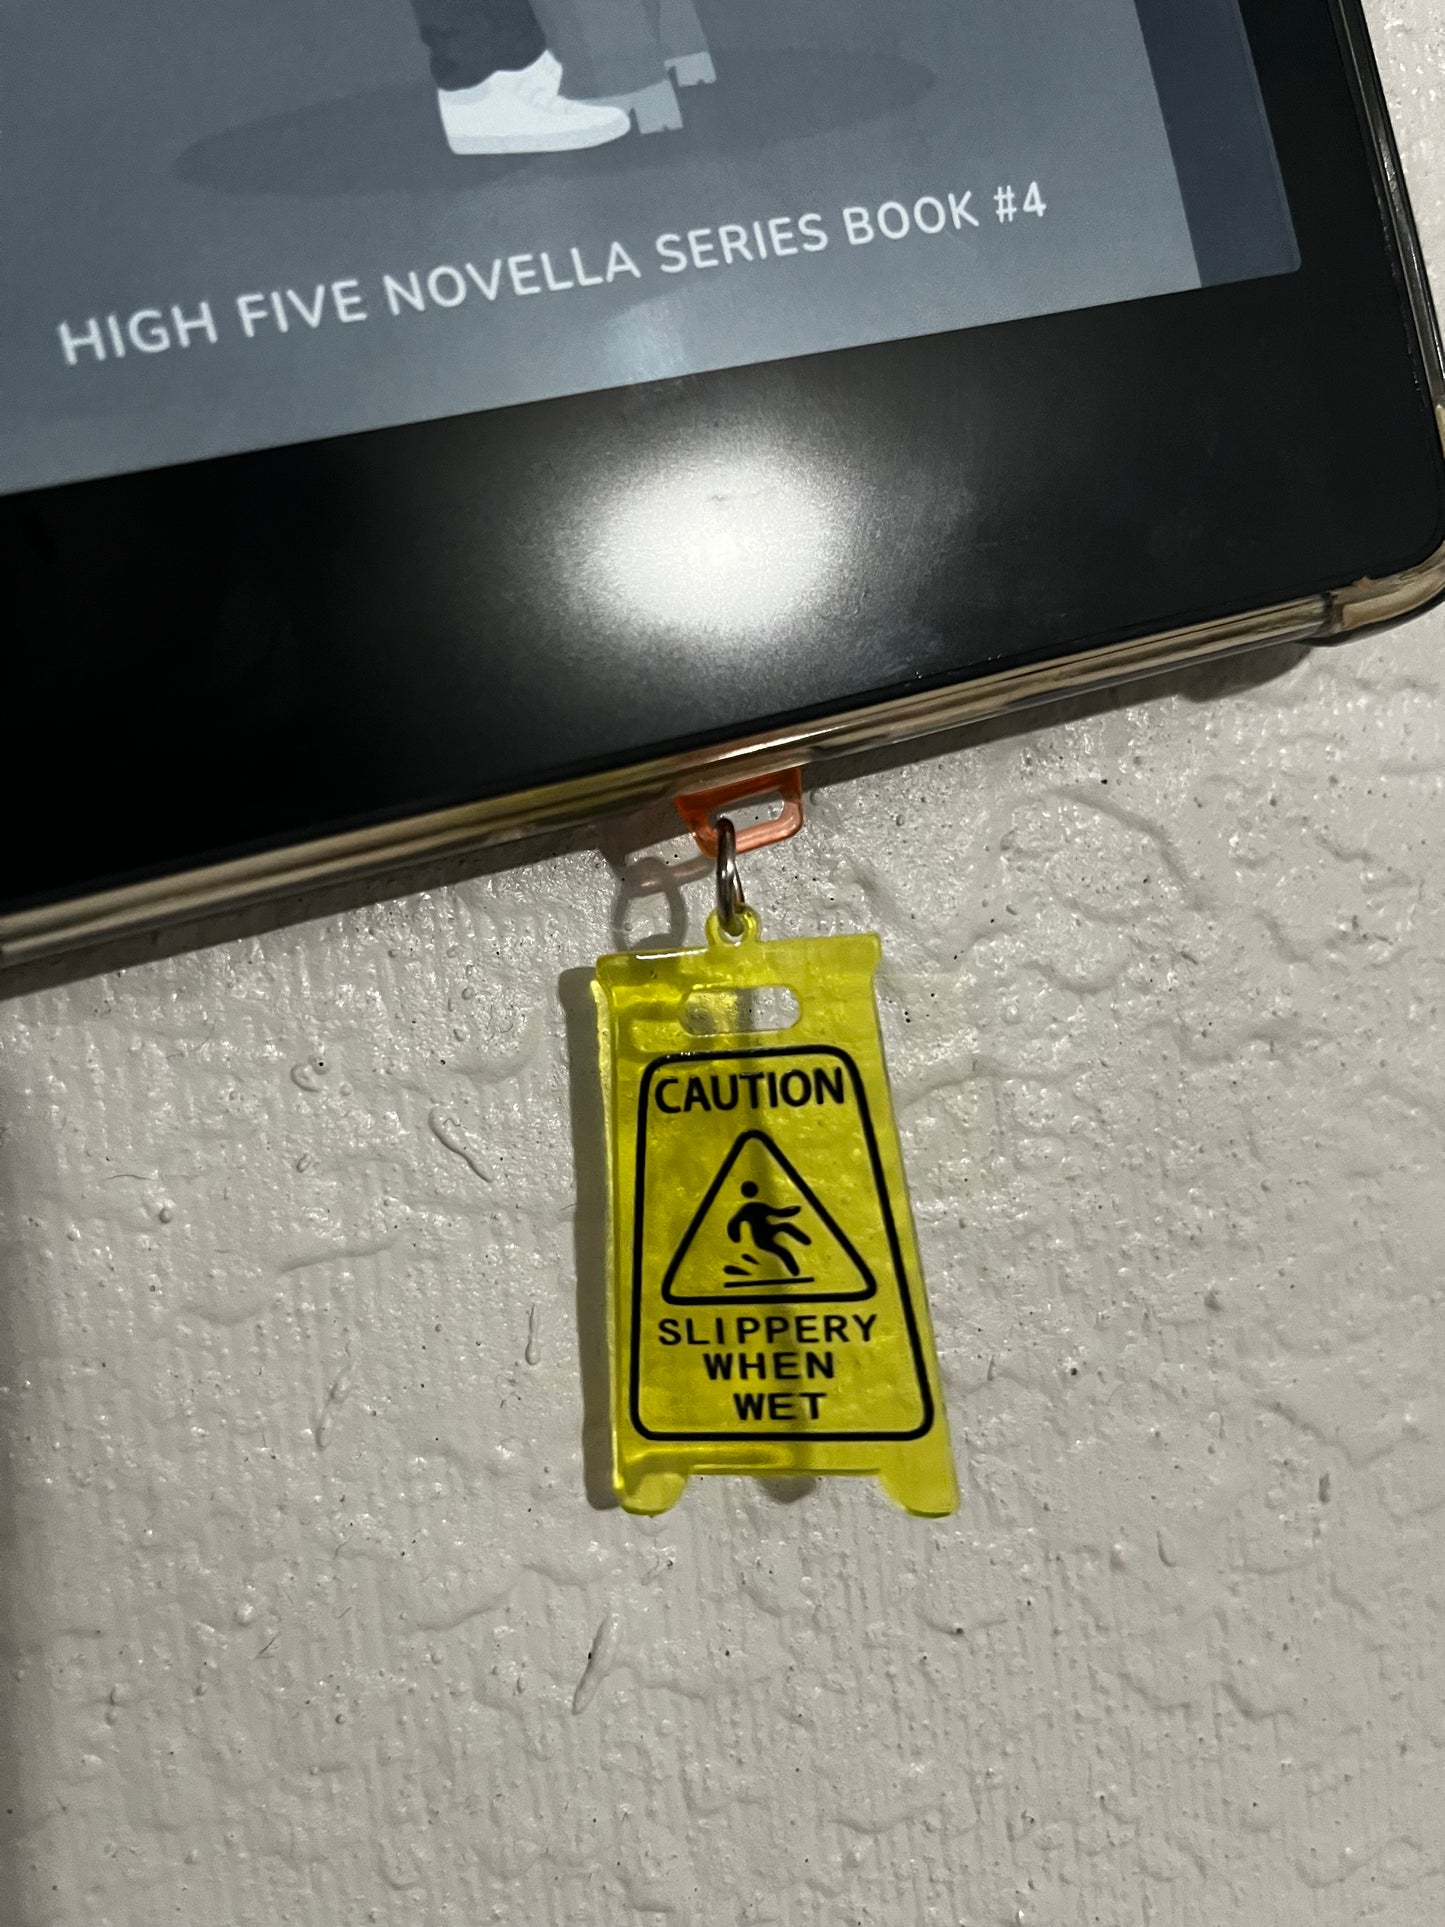 HIGH FIVE NOVELLA SERIES BOOK #4
CAUTION
SLIPPERY
WHEN
WET